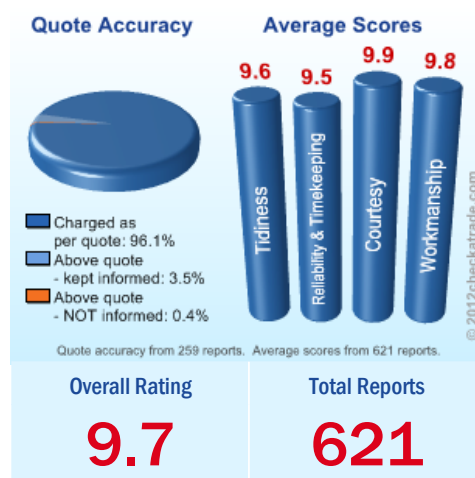 Quote Accuracy
Average Scores
9.6
9.5
9.9
9.8
Tidiness
Reliability & Timekeeping
Courtesy
Workmanship
Charged as
per quote: 96.1%
Above quote
- kept informed: 3.5%
Above quote
- NOT informed: 0.4%
© 2012checkatrade.com
Quote accuracy from 259 reports. Average scores from 621 reports.
Overall Rating
9.7
Total Reports
621